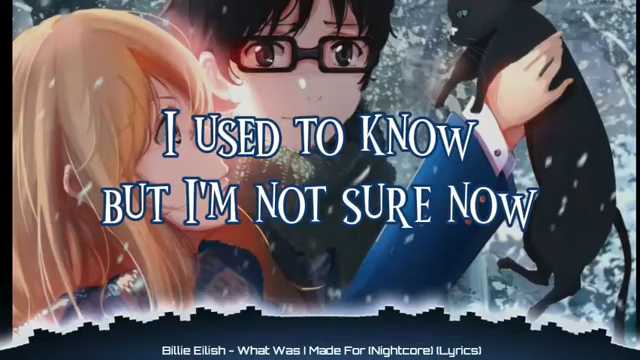 I USED TO KNOW
BUT I'M NOT SURE NOW
Billie Eilish - What Was I Made For (Nightcore) (Lyrics)